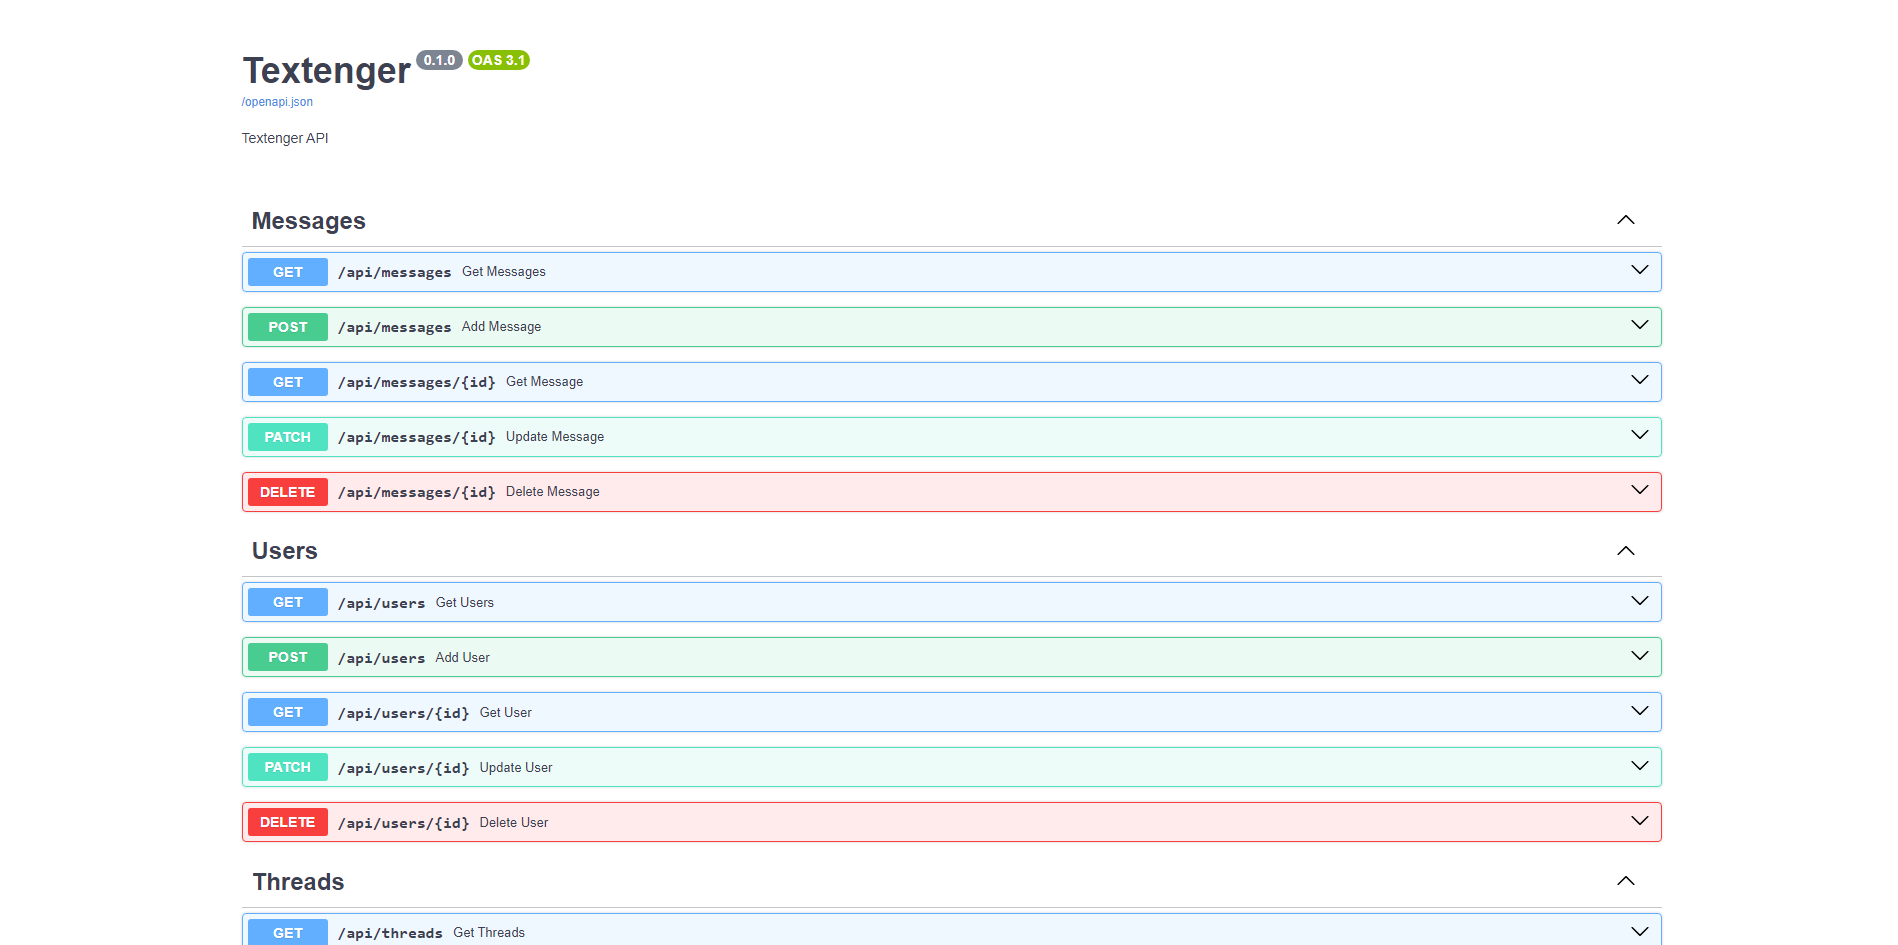 Textenger 0.1.0 OAS 3.1
/openapi.json
Textenger API
Messages
GET /api/messages Get Messages
POST /api/messages Add Message
GET /api/messages/{id} Get Message
PATCH /api/messages/{id} Update Message
DELETE /api/messages/{id} Delete Message
Users
GET /api/users Get Users
POST /api/users Add User
GET /api/users/{id} Get User
PATCH /api/users/{id} Update User
DELETE /api/users/{id} Delete User
Threads
GET /api/threads Get Threads